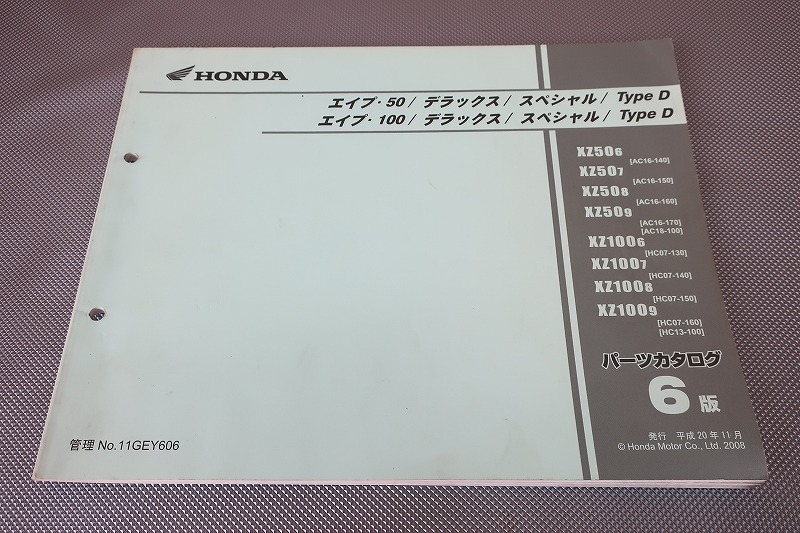 HONDA
エイプ・50/ デラックス/ スペシャル/ Type D
エイプ・100/ デラックス/ スペシャル/ Type D
XZ506
[AC16-140]
XZ507
[AC16-150]
XZ508
[AC16-160]
XZ509
[AC16-170]
[AC18-100]
XZ1006
[HC07-130]
XZ1007
[HC07-140]
XZ1008
[HC07-150]
XZ1009
[HC07-160]
[HC13-100]
パーツカタログ
6版
発行 平成20年11月
© Honda Motor Co., Ltd. 2008
管理 No.11GEY606